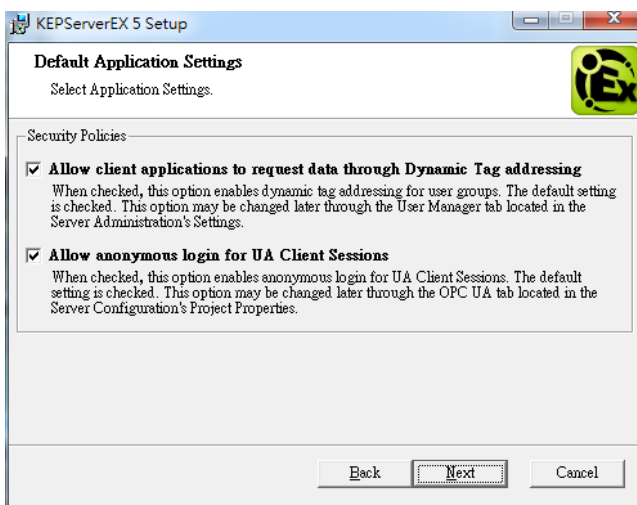 KEPServerEX 5 Setup
Default Application Settings
Select Application Settings.
Ex
Security Policies
Allow client applications to request data through Dynamic Tag addressing
When checked, this option enables dynamic tag addressing for user groups. The default setting
is checked. This option may be changed later through the User Manager tab located in the
Server Administration's Settings.
Allow anonymous login for UA Client Sessions
When checked, this option enables anonymous login for UA Client Sessions. The default
setting is checked. This option may be changed later through the OPC UA tab located in the
Server Configuration's Project Properties.
Back Next Cancel